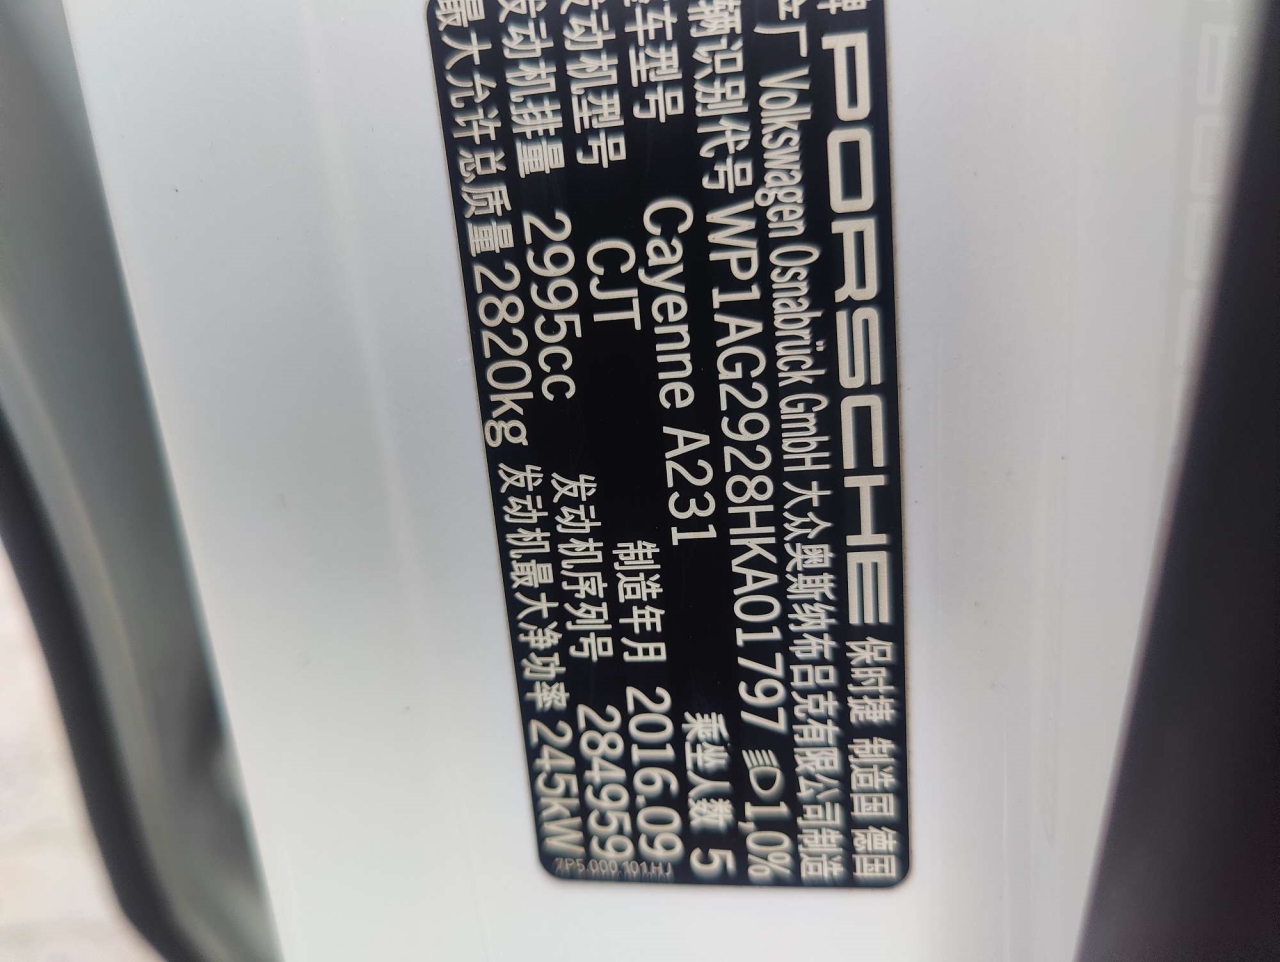 牌 PORSCHE 保时捷 制造国 德国
厂 Volkswagen Osnabrück GmbH 大众奥斯纳布吕克有限公司制造
辆识别代号 WP1AG2928HKA01797 1,0%
车型号 Cayenne A231 乘坐人数 5
发动机型号 CJT 制造年月 2016.09
发动机排量 2995cc 发动机序列号 284959
最大允许总质量 2820kg 发动机最大净功率 245kW
7P5.000.101.HJ